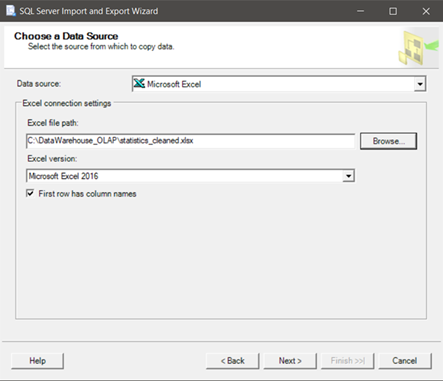 SQL Server Import and Export Wizard
Choose a Data Source
Select the source from which to copy data.
Data source:
Microsoft Excel
Excel connection settings
Excel file path:
C:\DataWarehouse_OLAP\statistics_cleaned.xlsx
Browse...
Excel version:
Microsoft Excel 2016
First row has column names
Help
< Back
Next >
Finish >>|
Cancel